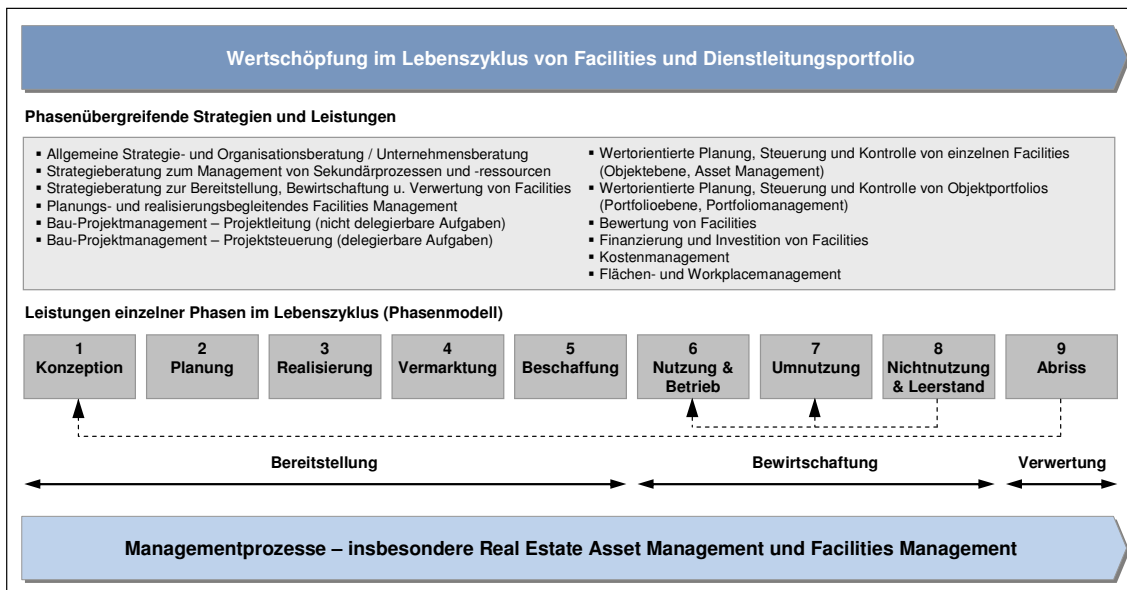 Wertschöpfung im Lebenszyklus von Facilities und Dienstleitungsportfolio
Phasenübergreifende Strategien und Leistungen
▪ Allgemeine Strategie- und Organisationsberatung / Unternehmensberatung
▪ Strategieberatung zum Management von Sekundärprozessen und -ressourcen
▪ Strategieberatung zur Bereitstellung, Bewirtschaftung u. Verwertung von Facilities
▪ Planungs- und realisierungsbegleitendes Facilities Management
▪ Bau-Projektmanagement – Projektleitung (nicht delegierbare Aufgaben)
▪ Bau-Projektmanagement – Projektsteuerung (delegierbare Aufgaben)
▪ Wertorientierte Planung, Steuerung und Kontrolle von einzelnen Facilities
(Objektebene, Asset Management)
▪ Wertorientierte Planung, Steuerung und Kontrolle von Objektportfolios
(Portfolioebene, Portfoliomanagement)
▪ Bewertung von Facilities
▪ Finanzierung und Investition von Facilities
▪ Kostenmanagement
▪ Flächen- und Workplacemanagement
Leistungen einzelner Phasen im Lebenszyklus (Phasenmodell)
1
Konzeption
2
Planung
3
Realisierung
4
Vermarktung
5
Beschaffung
6
Nutzung &
Betrieb
7
Umnutzung
8
Nichtnutzung
& Leerstand
9
Abriss
Bereitstellung
Bewirtschaftung
Verwertung
Managementprozesse – insbesondere Real Estate Asset Management und Facilities Management